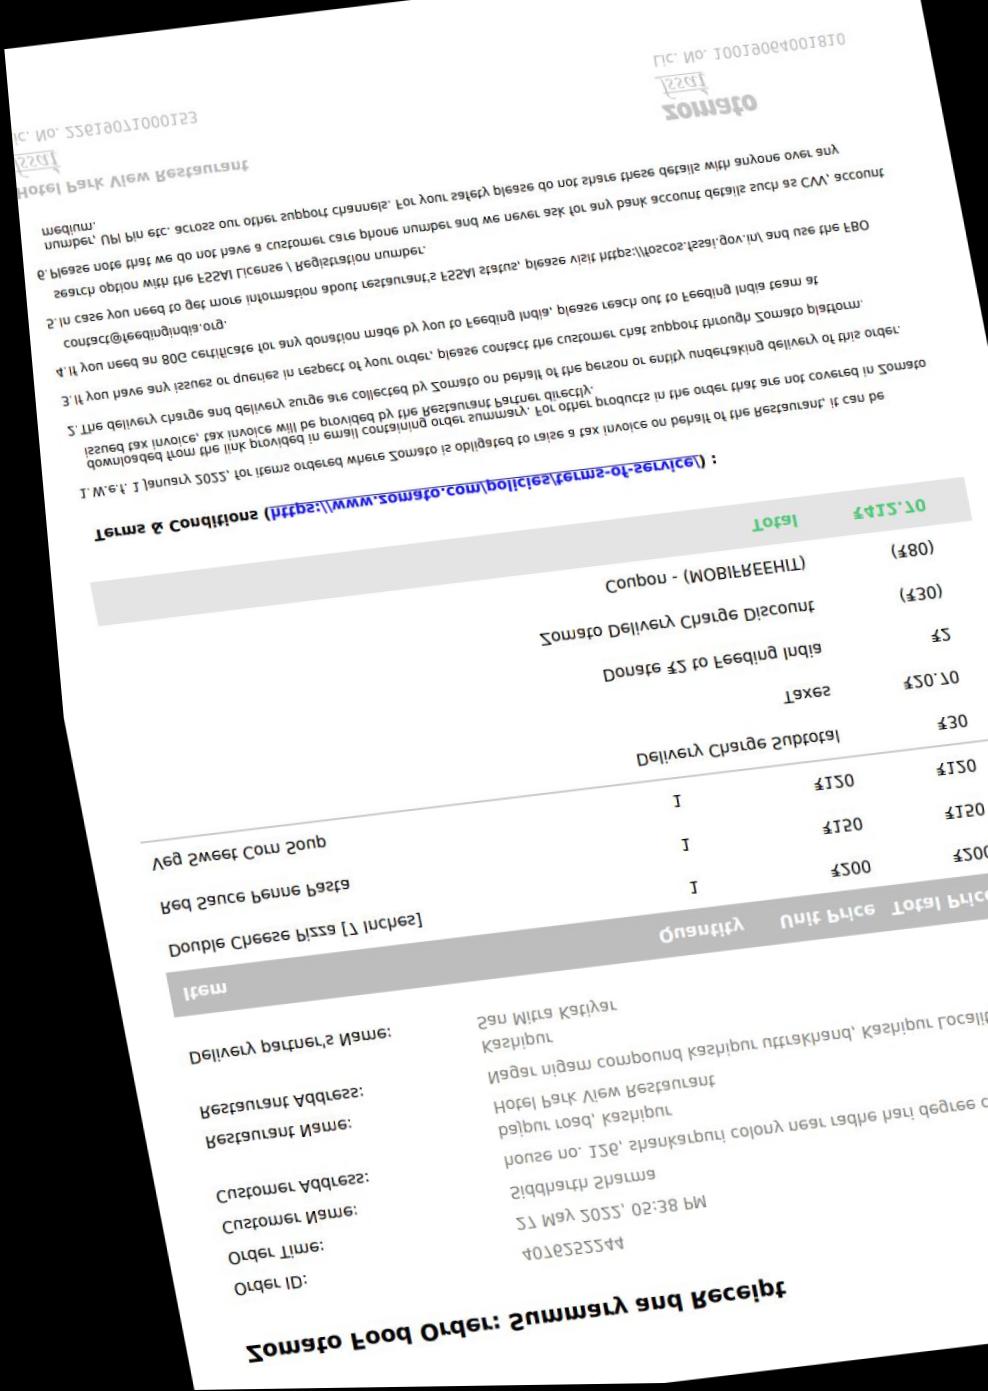 Zomato Food Order: Summary and Receipt
Order ID: 4076252244
Order Time: 27 May 2022, 05:38 PM
Customer Name: Siddharth Sharma
Customer Address: house no. 126, shankarpuri colony near radhe hari degree
bajpur road, kashipur
Restaurant Name: Hotel Park View Restaurant
Restaurant Address: Nagar nigam compound kashipur uttrakhand, Kashipur
Kashipur
Delivery partner's Name: San Mitra Katiyar
Item Quantity Unit Price Total Price
Double Cheese Pizza [7 Inches] 1 ₹200 ₹200
Red Sauce Penne Pasta 1 ₹150 ₹150
Veg Sweet Corn Soup 1 ₹120 ₹120
Delivery Charge Subtotal ₹30
Taxes ₹20.70
Donate ₹2 to Feeding India ₹2
Zomato Delivery Charge Discount (₹30)
Coupon - (MOBIFREEHIT) (₹80)
Total ₹412.70
Terms & Conditions (https://www.zomato.com/policies/terms-of-service/) :
1. W.e.f. 1 January 2022, for items ordered where Zomato is obligated to raise a tax invoice on behalf of the Restaurant, it can be
downloaded from the link provided in email containing order summary. For other products in the order that are not covered in Zomato
issued tax invoice, tax invoice will be provided by the Restaurant Partner directly.
2. The delivery charge and delivery surge are collected by Zomato on behalf of the person or entity undertaking delivery of this order.
3. If you have any issues or queries in respect of your order, please contact the customer chat support through Zomato platform.
4. If you need an 80G certificate for any donation made by you to Feeding India, please reach out to Feeding India team at
contact@feedingindia.org.
5. In case you need to get more information about restaurant's FSSAI status, please visit https://foscos.fssai.gov.in/ and use the FBO
search option with the FSSAI License / Registration number.
6. Please note that we do not have a customer care phone number and we never ask for any bank account details such as CVV, account
number, UPI Pin etc. across our other support channels. For your safety please do not share these details with anyone over any
medium.
Hotel Park View Restaurant
fssai
Lic. No. 22619071000153
zomato
fssai
Lic. No. 10019064001810